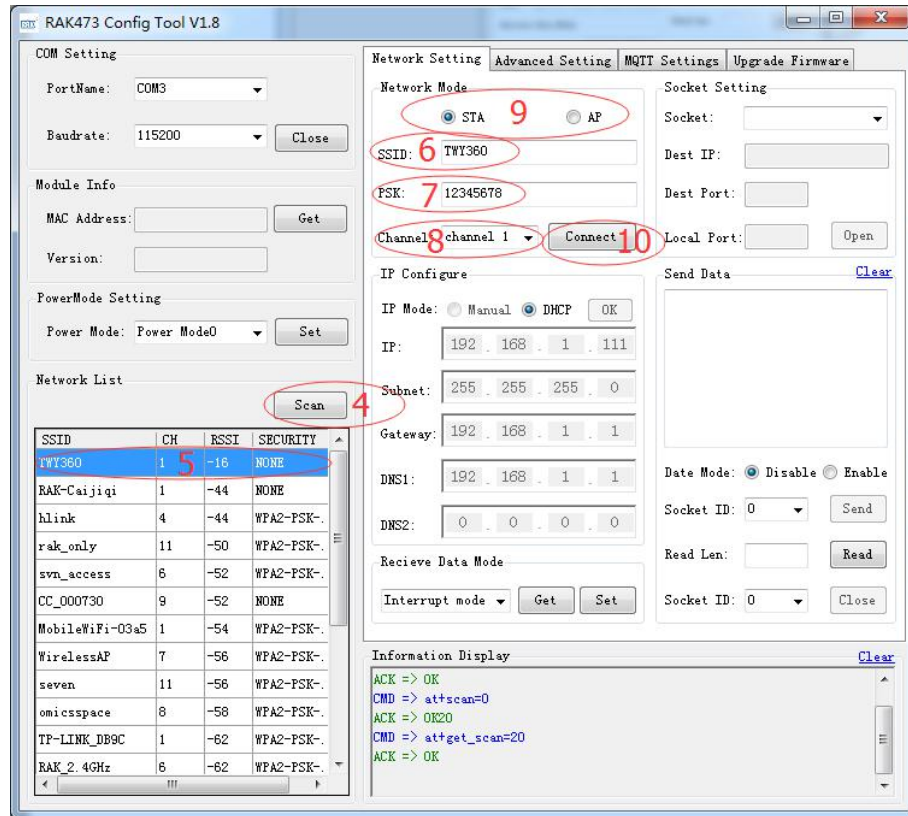 RAK473 Config Tool V1.8
COM Setting
PortName: COM3
Baudrate: 115200 Close
Module Info
MAC Address: Get
Version:
PowerMode Setting
Power Mode: Power Mode0 Set
Network List
Scan 4
SSID CH RSSI SECURITY
TWY360 1 5 -16 NONE
RAK-Caijiqi 1 -44 NONE
hlink 4 -44 WPA2-PSK-.
rak_only 11 -50 WPA2-PSK-.
svn_access 6 -52 WPA2-PSK-.
CC_000730 9 -52 NONE
MobileWiFi-03a5 1 -54 WPA2-PSK-.
WirelessAP 7 -56 WPA2-PSK-.
seven 11 -56 WPA2-PSK-.
omicsspace 8 -58 WPA2-PSK-.
TP-LINK_DB9C 1 -62 WPA2-PSK-.
RAK_2.4GHz 6 -62 WPA2-PSK-.
Network Setting Advanced Setting MQTT Settings Upgrade Firmware
Network Mode
STA 9 AP
SSID: 6 TWY360
PSK: 7 12345678
Channel 8 channel 1 Connect 10
IP Configure
IP Mode: Manual DHCP OK
IP: 192 . 168 . 1 . 111
Subnet: 255 . 255 . 255 . 0
Gateway: 192 . 168 . 1 . 1
DNS1: 192 . 168 . 1 . 1
DNS2: 0 . 0 . 0 . 0
Recieve Data Mode
Interrupt mode Get Set
Socket Setting
Socket:
Dest IP:
Dest Port:
Local Port: Open
Send Data Clear
Date Mode: Disable Enable
Socket ID: 0 Send
Read Len: Read
Socket ID: 0 Close
Information Display Clear
ACK => OK
CMD => at+scan=0
ACK => OK20
CMD => at+get_scan=20
ACK => OK